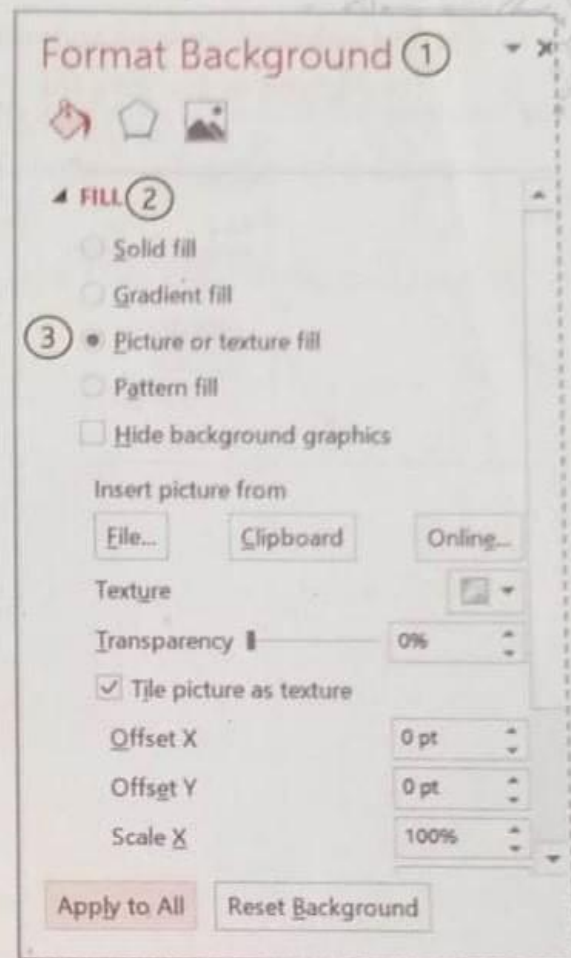 Format Background 1
FILL 2
Solid fill
Gradient fill
3 Picture or texture fill
Pattern fill
Hide background graphics
Insert picture from
File... Clipboard Online...
Texture
Transparency 0%
Tile picture as texture
Offset X 0 pt
Offset Y 0 pt
Scale X 100%
Apply to All Reset Background